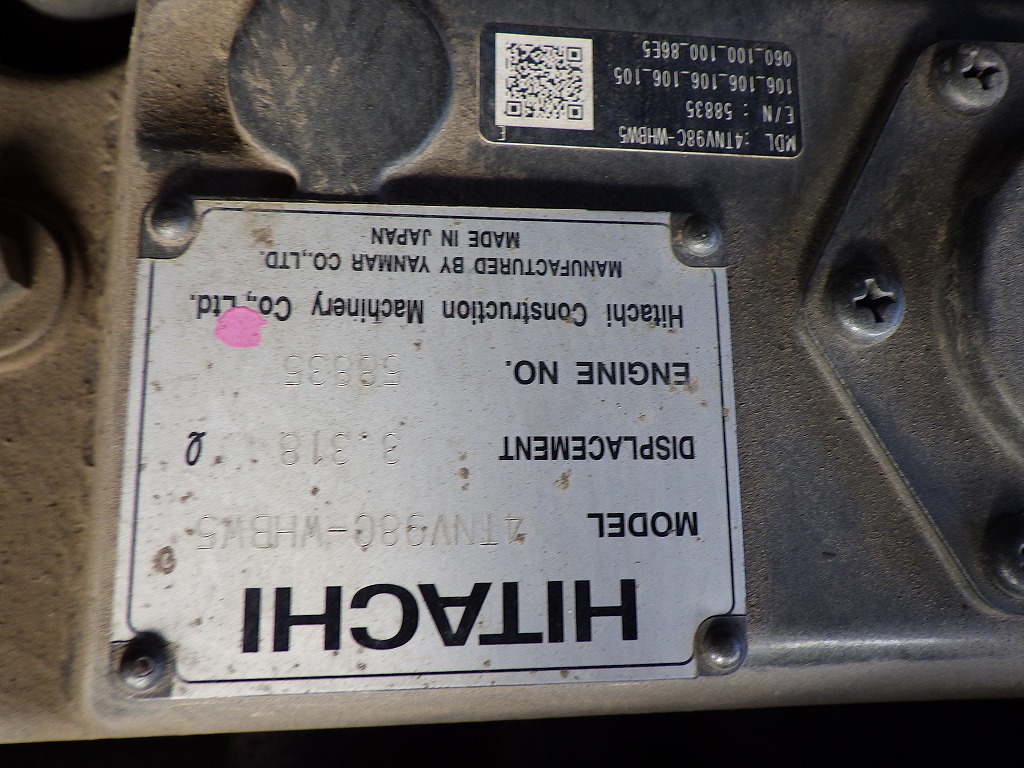 HITACHI
MODEL 4TNV98C-WHBW5
DISPLACEMENT 3.318 ℓ
ENGINE NO. 58835
Hitachi Construction Machinery Co., Ltd.
MANUFACTURED BY YANMAR CO.,LTD.
MADE IN JAPAN
MDL :4TNV98C-WHBW5 E
E/N : 58835
106_106_106_106_105
060_100_100_86E5